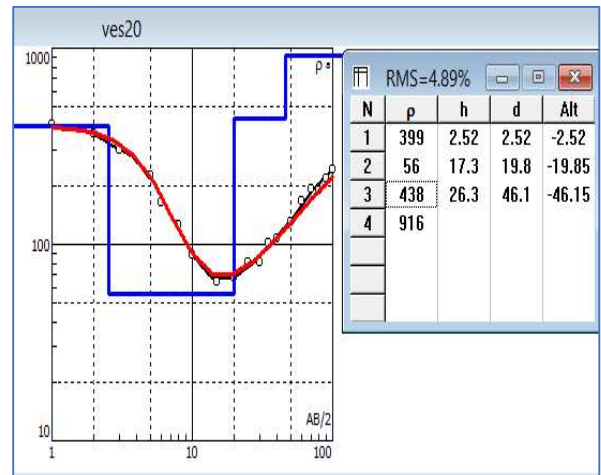 ves20
1000
ρa
100
10
AB/2
1 10 100
RMS=4.89%
N ρ h d Alt
1 399 2.52 2.52 -2.52
2 56 17.3 19.8 -19.85
3 438 26.3 46.1 -46.15
4 916